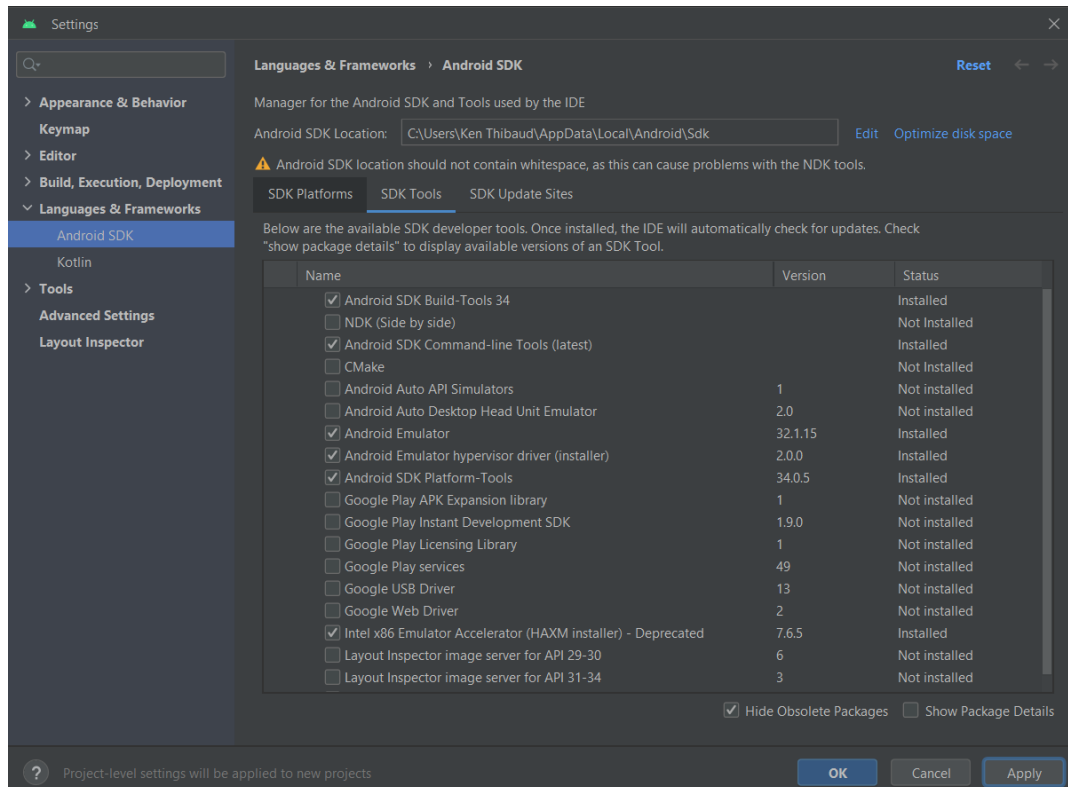 Settings
Languages & Frameworks › Android SDK Reset
Appearance & Behavior
Keymap
Editor
Build, Execution, Deployment
Languages & Frameworks
Android SDK
Kotlin
Tools
Advanced Settings
Layout Inspector
Manager for the Android SDK and Tools used by the IDE
Android SDK Location: C:\Users\Ken Thibaud\AppData\Local\Android\Sdk Edit Optimize disk space
Android SDK location should not contain whitespace, as this can cause problems with the NDK tools.
SDK Platforms SDK Tools SDK Update Sites
Below are the available SDK developer tools. Once installed, the IDE will automatically check for updates. Check
"show package details" to display available versions of an SDK Tool.
Name Version Status
Android SDK Build-Tools 34 Installed
NDK (Side by side) Not Installed
Android SDK Command-line Tools (latest) Installed
CMake Not Installed
Android Auto API Simulators 1 Not installed
Android Auto Desktop Head Unit Emulator 2.0 Not installed
Android Emulator 32.1.15 Installed
Android Emulator hypervisor driver (installer) 2.0.0 Installed
Android SDK Platform-Tools 34.0.5 Installed
Google Play APK Expansion library 1 Not installed
Google Play Instant Development SDK 1.9.0 Not installed
Google Play Licensing Library 1 Not installed
Google Play services 49 Not installed
Google USB Driver 13 Not installed
Google Web Driver 2 Not installed
Intel x86 Emulator Accelerator (HAXM installer) - Deprecated 7.6.5 Installed
Layout Inspector image server for API 29-30 6 Not installed
Layout Inspector image server for API 31-34 3 Not installed
Hide Obsolete Packages Show Package Details
? Project-level settings will be applied to new projects
OK Cancel Apply